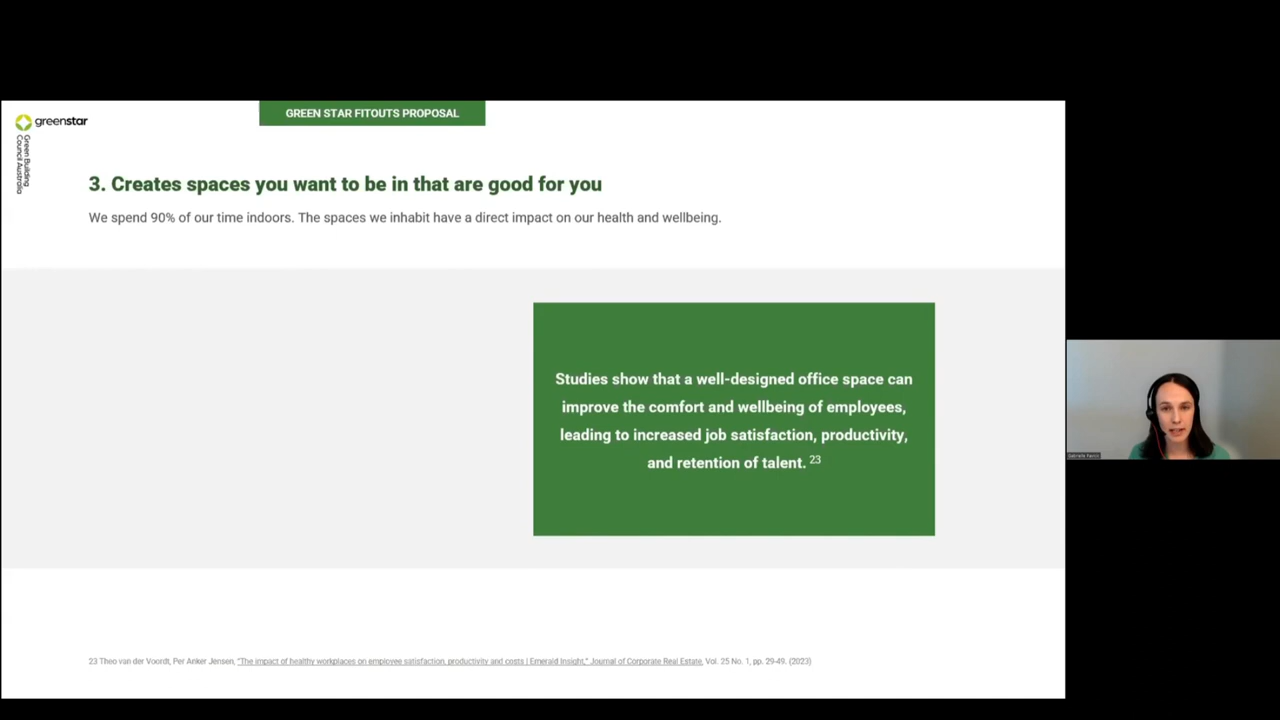 GREEN STAR FITOUTS PROPOSAL
greenstar
Green Building
Council Australia
3. Creates spaces you want to be in that are good for you
We spend 90% of our time indoors. The spaces we inhabit have a direct impact on our health and wellbeing.
Studies show that a well-designed office space can
improve the comfort and wellbeing of employees,
leading to increased job satisfaction, productivity,
and retention of talent. 23
23 Theo van der Voordt, Per Anker Jensen, "The impact of healthy workplaces on employee satisfaction, productivity and costs | Emerald Insight," Journal of Corporate Real Estate, Vol. 25 No. 1, pp. 29-49. (2023)